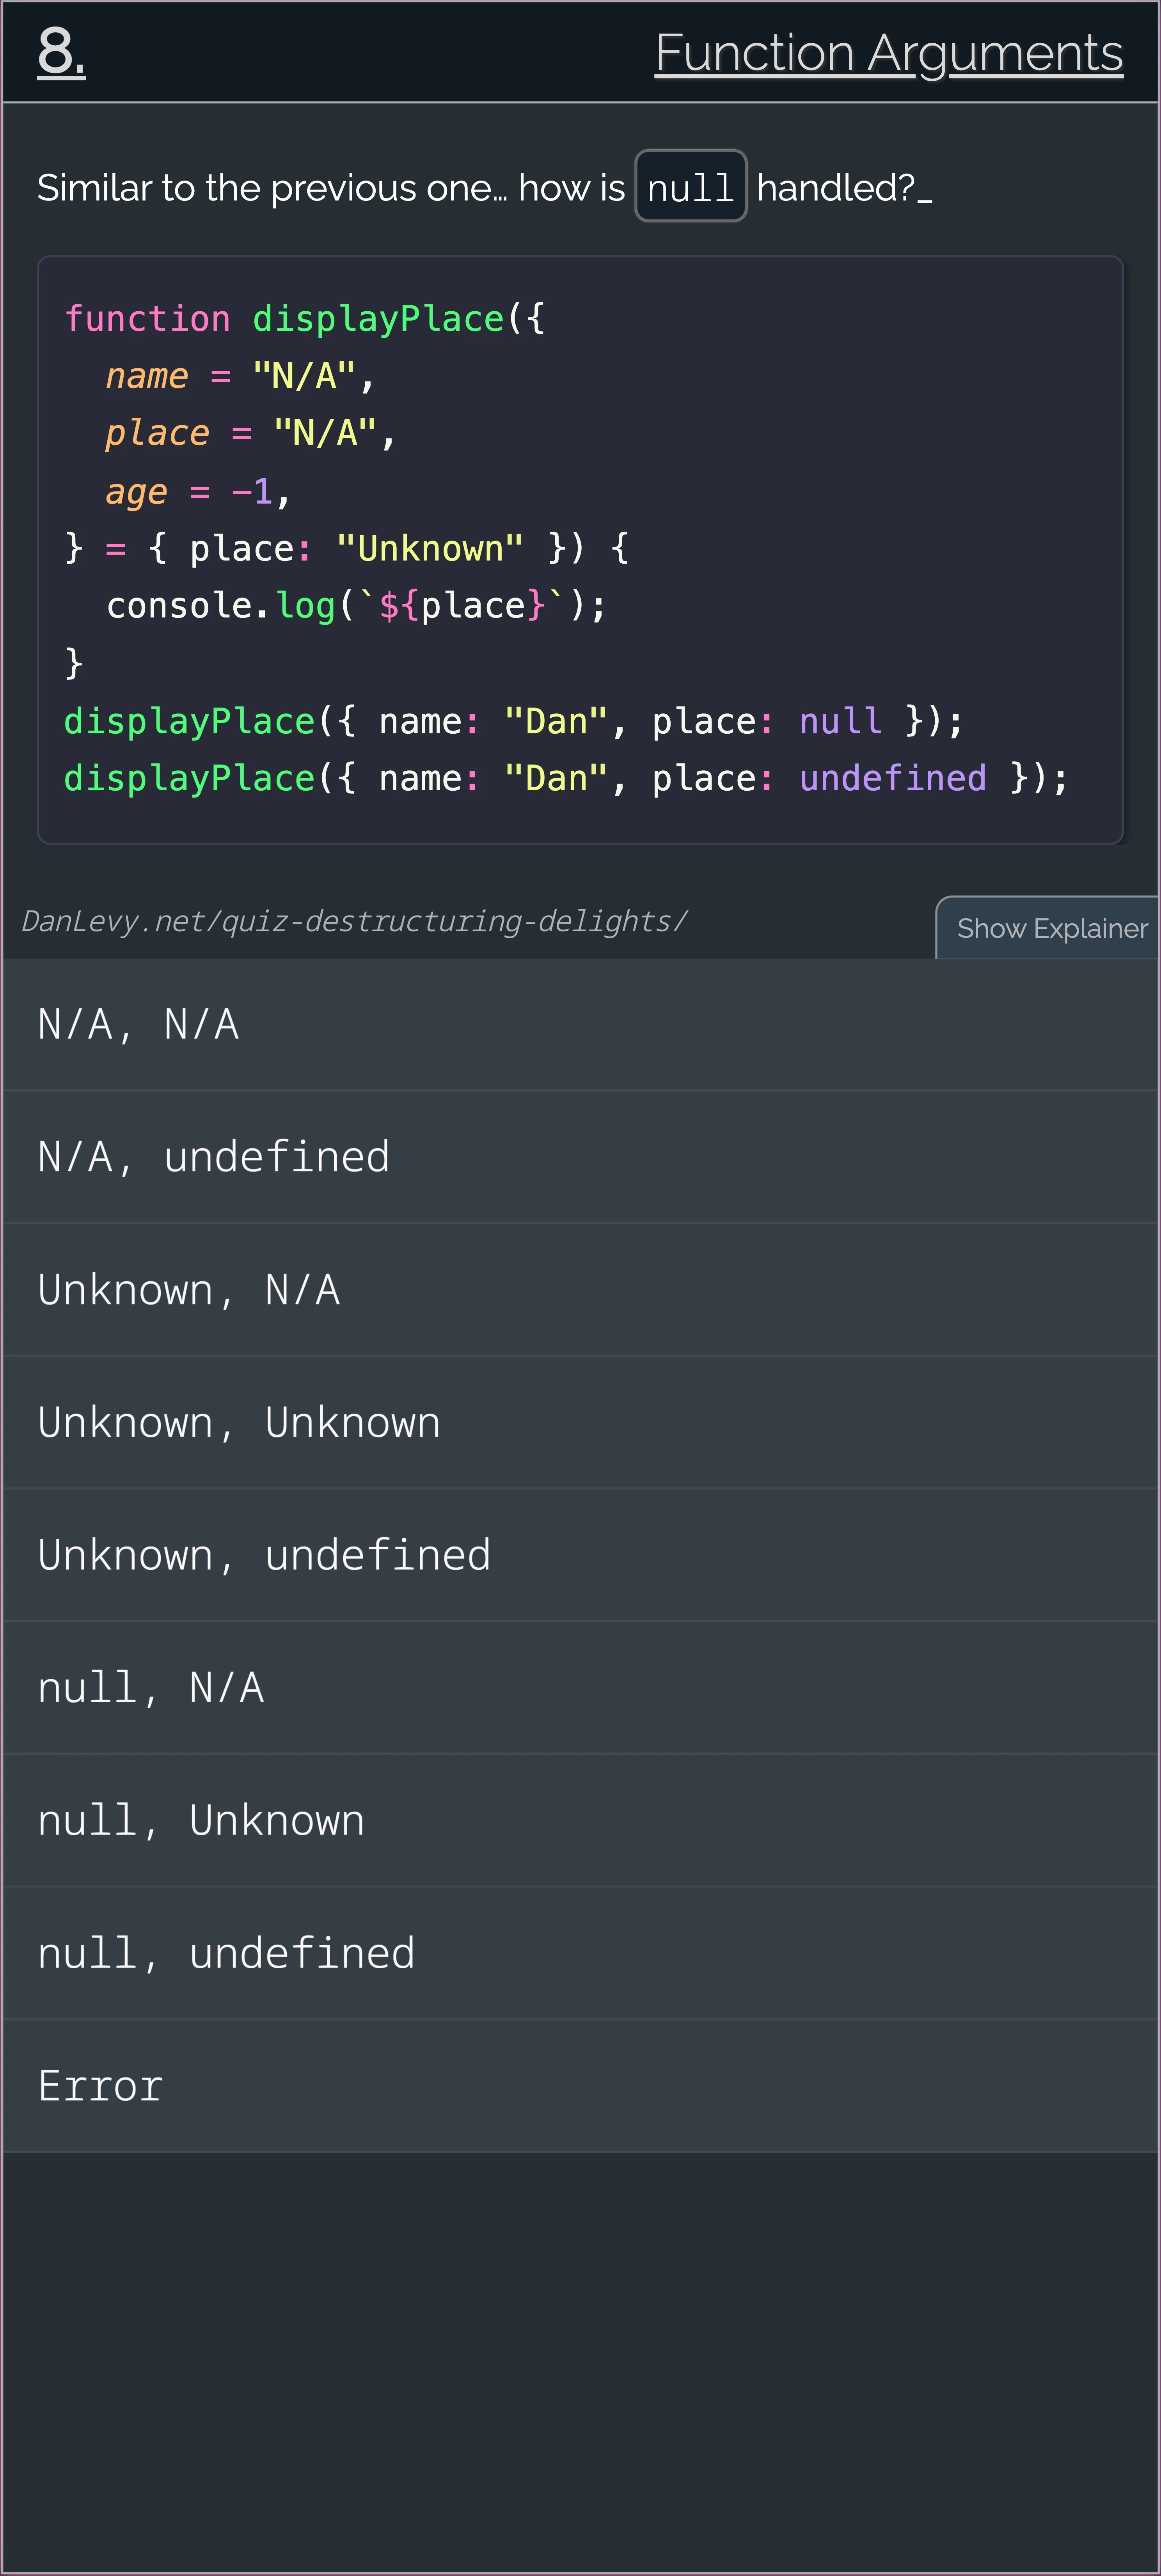 8.
Function Arguments
Similar to the previous one… how is null handled?_
function displayPlace({
  name = "N/A",
  place = "N/A",
  age = -1,
} = { place: "Unknown" }) {
  console.log(`${place}`);
}
displayPlace({ name: "Dan", place: null });
displayPlace({ name: "Dan", place: undefined });
DanLevy.net/quiz-destructuring-delights/
Show Explainer
N/A, N/A
N/A, undefined
Unknown, N/A
Unknown, Unknown
Unknown, undefined
null, N/A
null, Unknown
null, undefined
Error